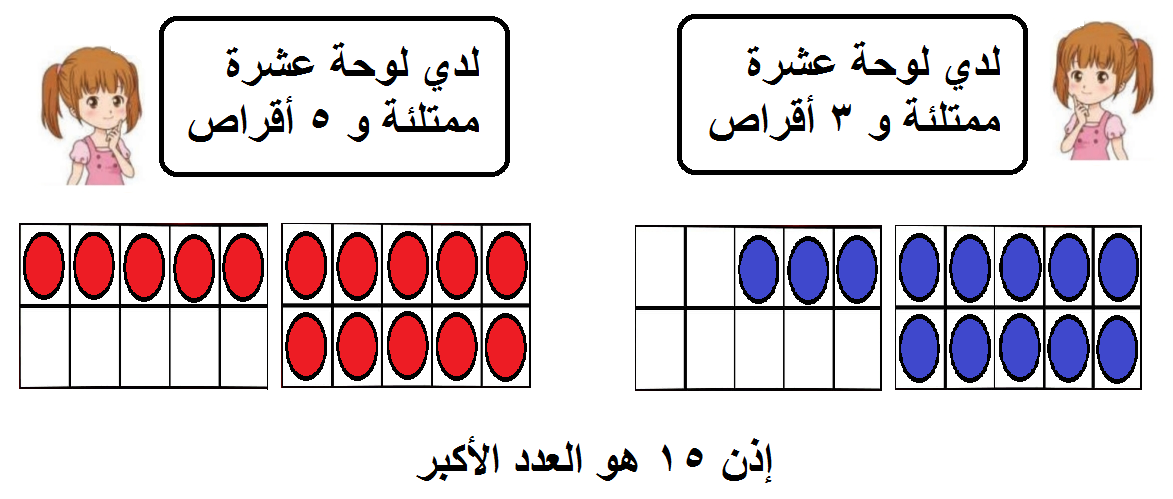 لدي لوحة عشرة
ممتلئة و ٣ أقراص
لدي لوحة عشرة
ممتلئة و ٥ أقراص
إذن ١٥ هو العدد الأكبر